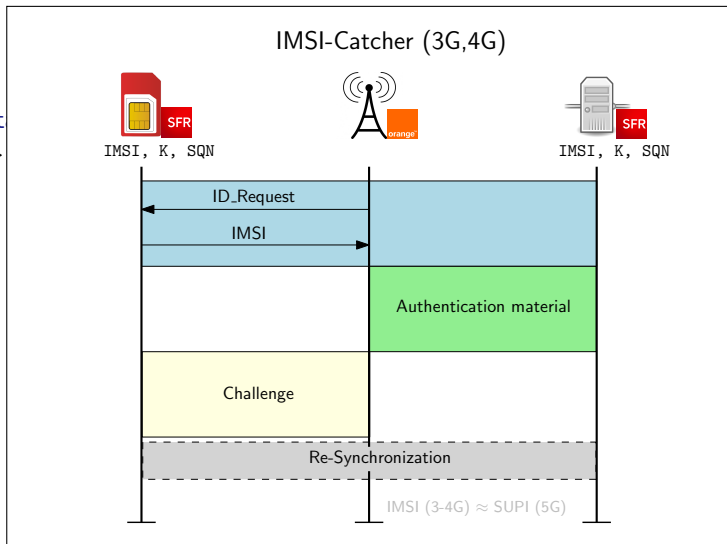 IMSI-Catcher (3G,4G)
SFR
orange
SFR
IMSI, K, SQN
IMSI, K, SQN
ID_Request
IMSI
Authentication material
Challenge
Re-Synchronization
IMSI (3-4G) ≈ SUPI (5G)